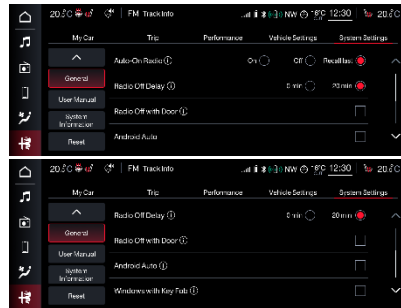 20.5°C FM Track Info NW 16°C 12:30 20.5°C
My Car Trip Performance Vehicle Settings System Settings
General
User Manual
System Information
Reset
Auto-On Radio On Off Recall last
Radio Off Delay 0 min 20 min
Radio Off with Door
Android Auto
20.5°C FM Track Info NW 16°C 12:30 20.5°C
My Car Trip Performance Vehicle Settings System Settings
General
User Manual
System Information
Reset
Radio Off Delay 0 min 20 min
Radio Off with Door
Android Auto
Windows with Key Fob